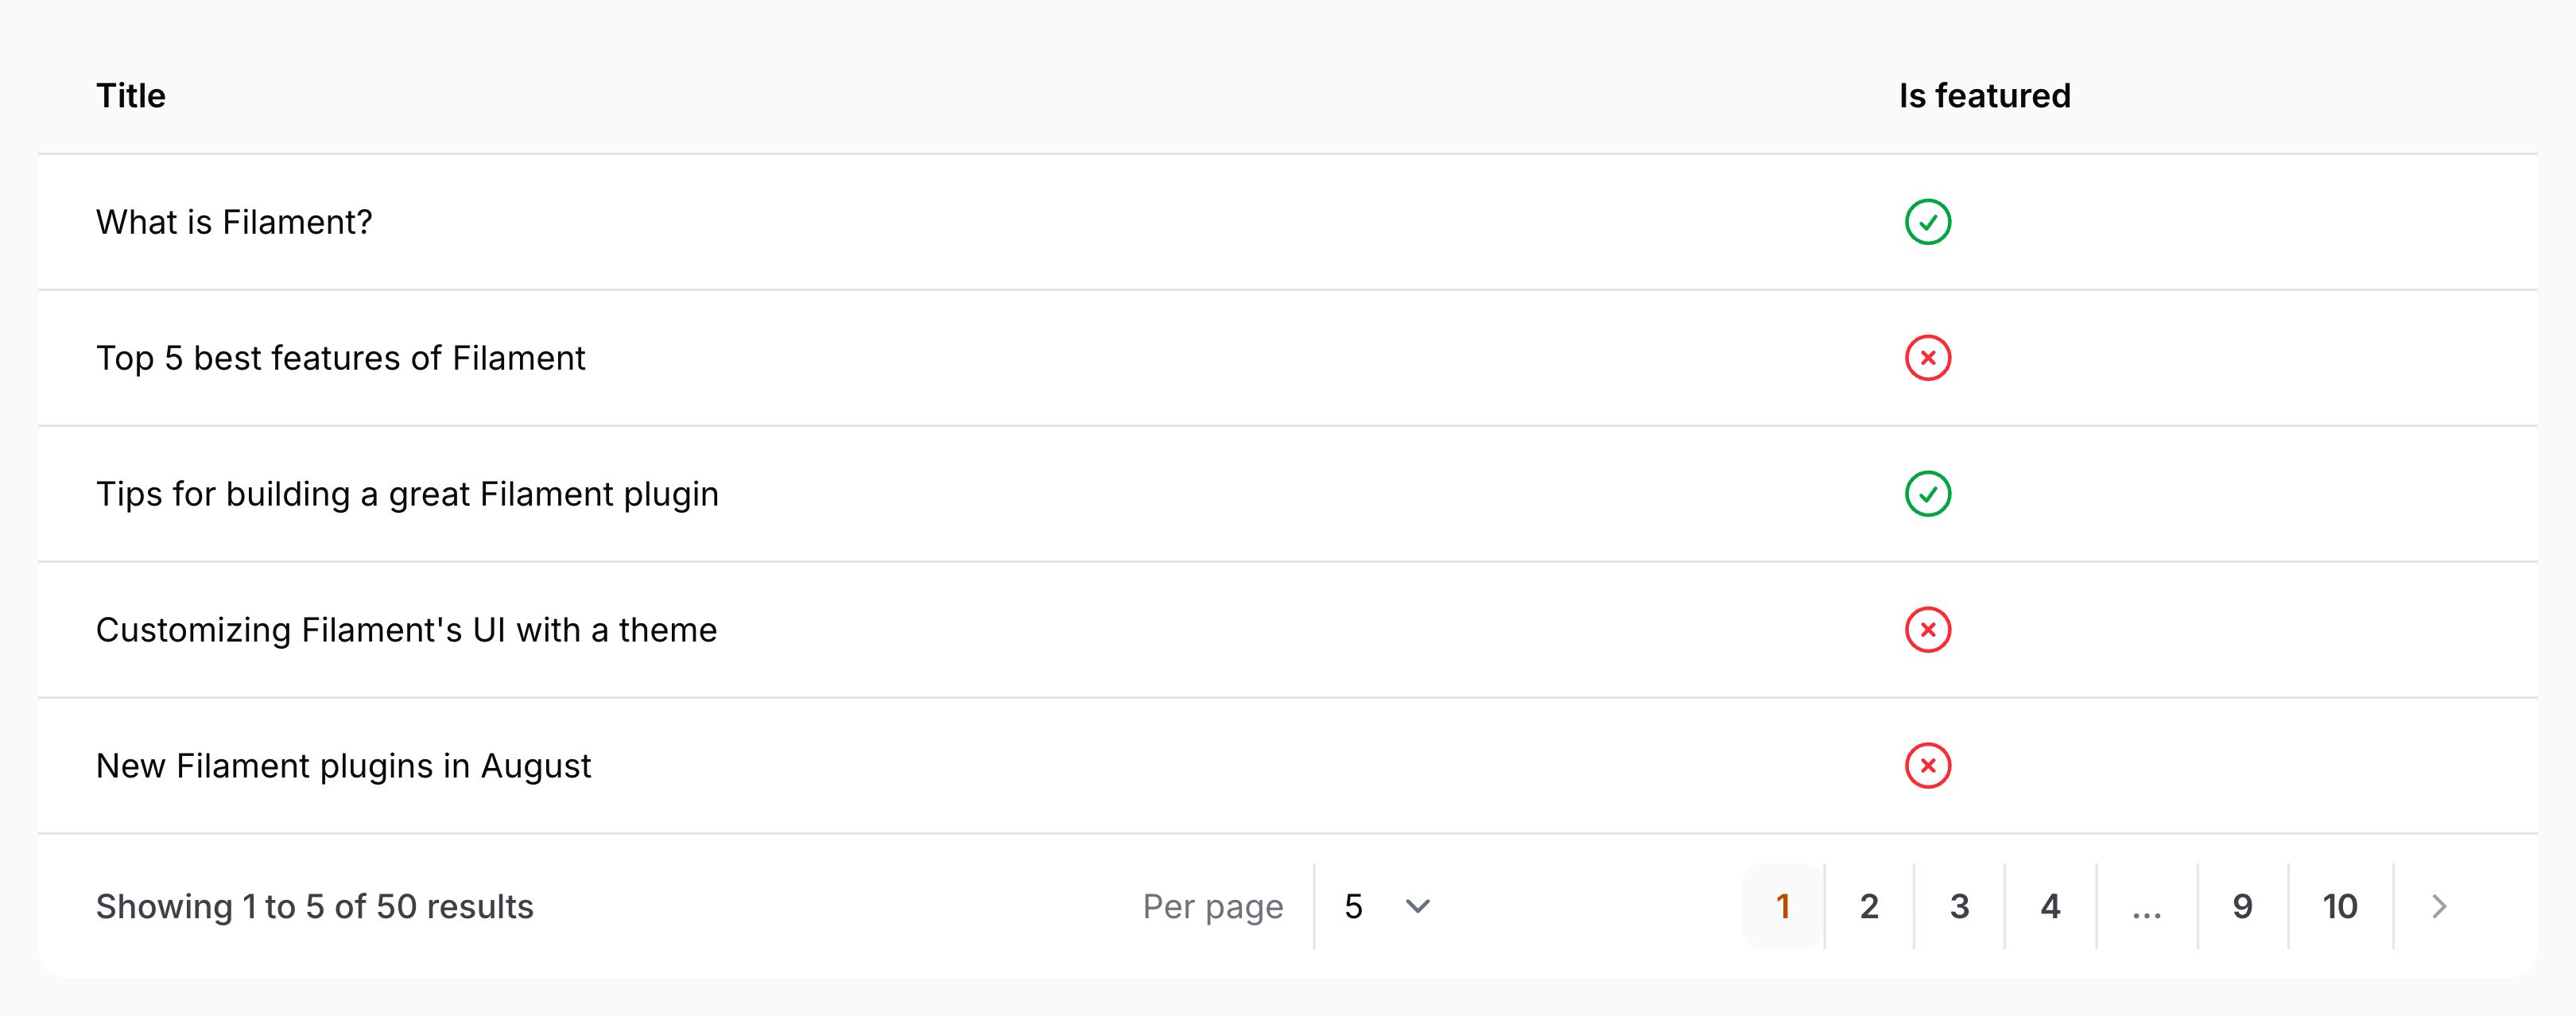 Title Is featured
What is Filament?
Top 5 best features of Filament
Tips for building a great Filament plugin
Customizing Filament's UI with a theme
New Filament plugins in August
Showing 1 to 5 of 50 results Per page 5 1 2 3 4 ... 9 10